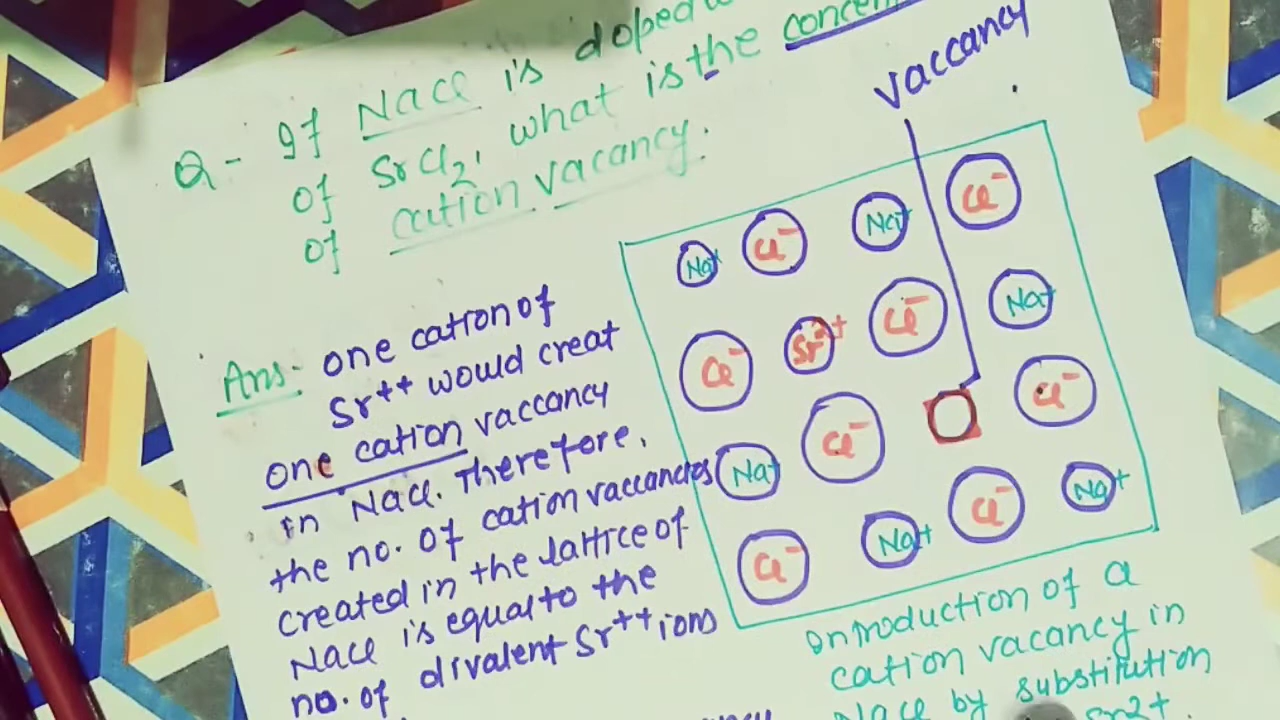 Q- If Nacl is doped
of SrCl2, what is the concen
of cation vacancy.
vaccancy
Ans- one cation of
Sr++ would creat
one cation vaccancy
in Nacl. Therefore,
the no. of cation vaccancies
created in the lattice of
Nacl is equal to the
no. of divalent Sr++ ions
Na+ Cl- Na+ Cl-
Cl- Sr2+ Cl- Na+
Na+ Cl- Cl-
Cl- Na+ Cl- Na+
Introduction of a
cation vacancy in
Nacl by substitution
Sr2+.